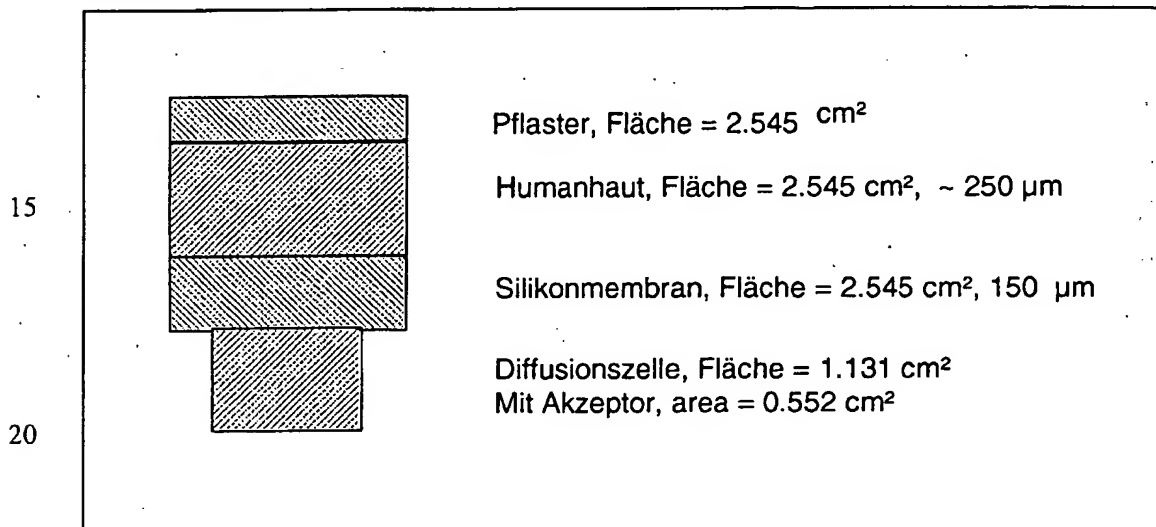 Pflaster, Fläche = 2.545 cm²
15 Humanhaut, Fläche = 2.545 cm², ~ 250 µm
Silikonmembran, Fläche = 2.545 cm², 150 µm
Diffusionszelle, Fläche = 1.131 cm²
Mit Akzeptor, area = 0.552 cm²
20